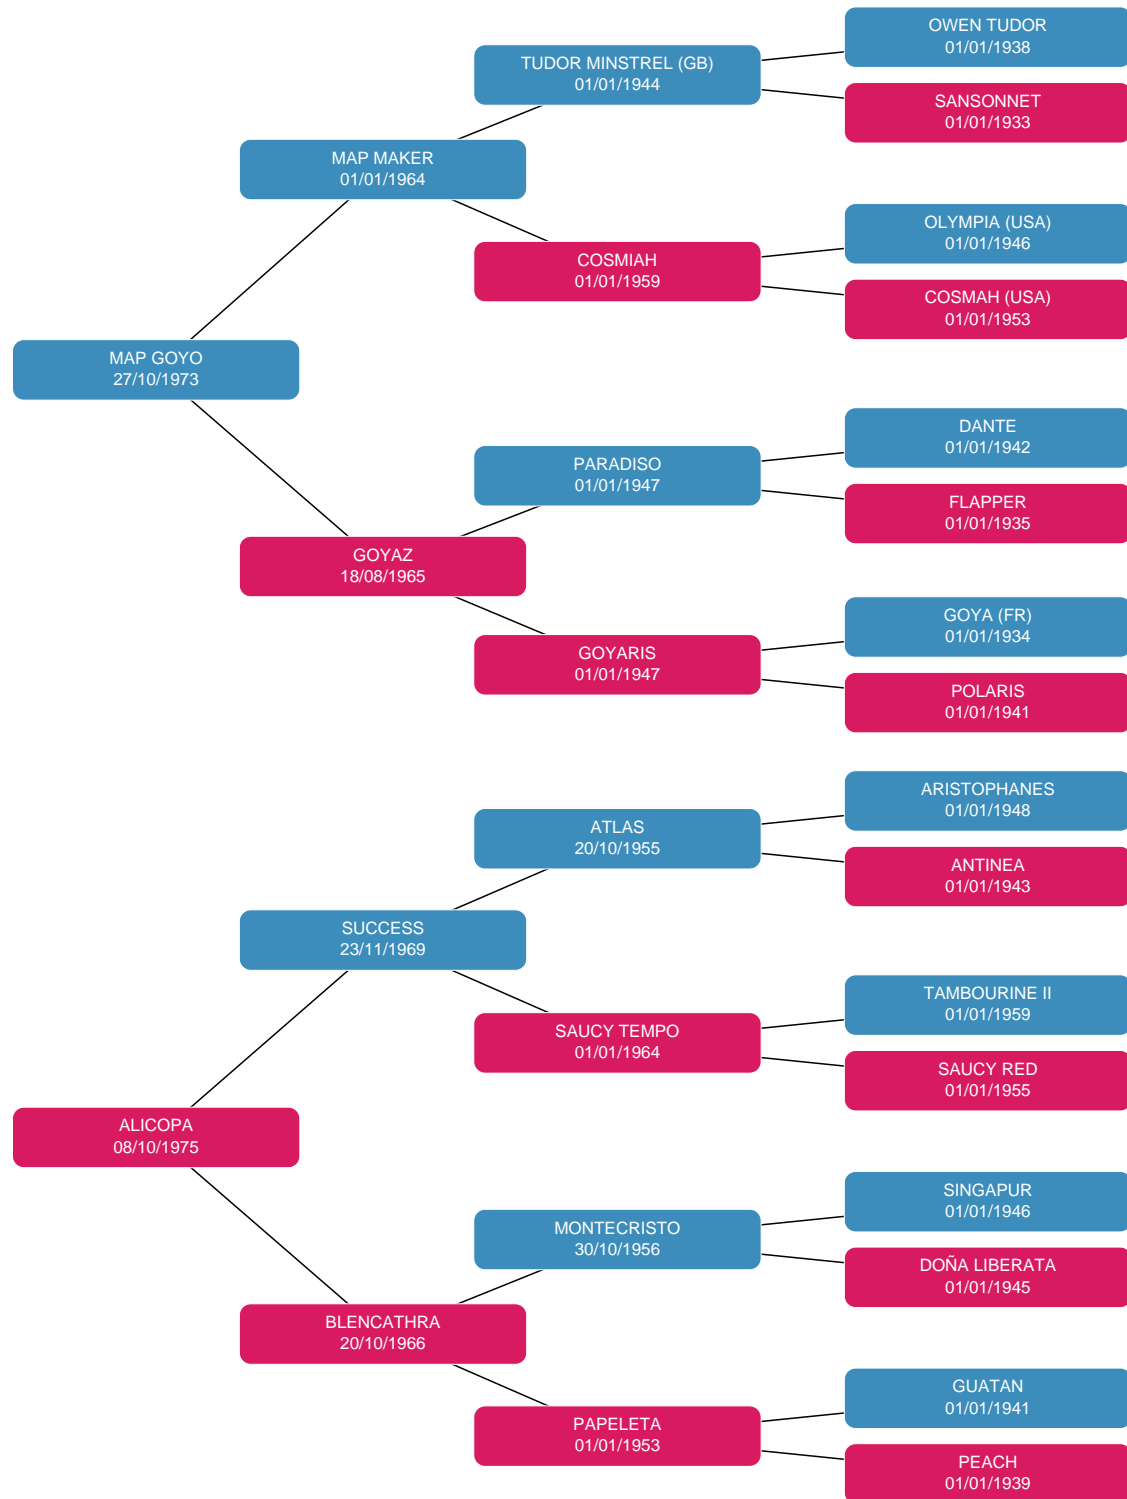 OWEN TUDOR
01/01/1938
TUDOR MINSTREL (GB)
01/01/1944
SANSONNET
01/01/1933
MAP MAKER
01/01/1964
OLYMPIA (USA)
01/01/1946
COSMIAH
01/01/1959
COSMAH (USA)
01/01/1953
MAP GOYO
27/10/1973
DANTE
01/01/1942
PARADISO
01/01/1947
FLAPPER
01/01/1935
GOYAZ
18/08/1965
GOYA (FR)
01/01/1934
GOYARIS
01/01/1947
POLARIS
01/01/1941
ARISTOPHANES
01/01/1948
ATLAS
20/10/1955
ANTINEA
01/01/1943
SUCCESS
23/11/1969
TAMBOURINE II
01/01/1959
SAUCY TEMPO
01/01/1964
SAUCY RED
01/01/1955
ALICOPA
08/10/1975
SINGAPUR
01/01/1946
MONTECRISTO
30/10/1956
DOÑA LIBERATA
01/01/1945
BLENCATHRA
20/10/1966
GUATAN
01/01/1941
PAPELETA
01/01/1953
PEACH
01/01/1939